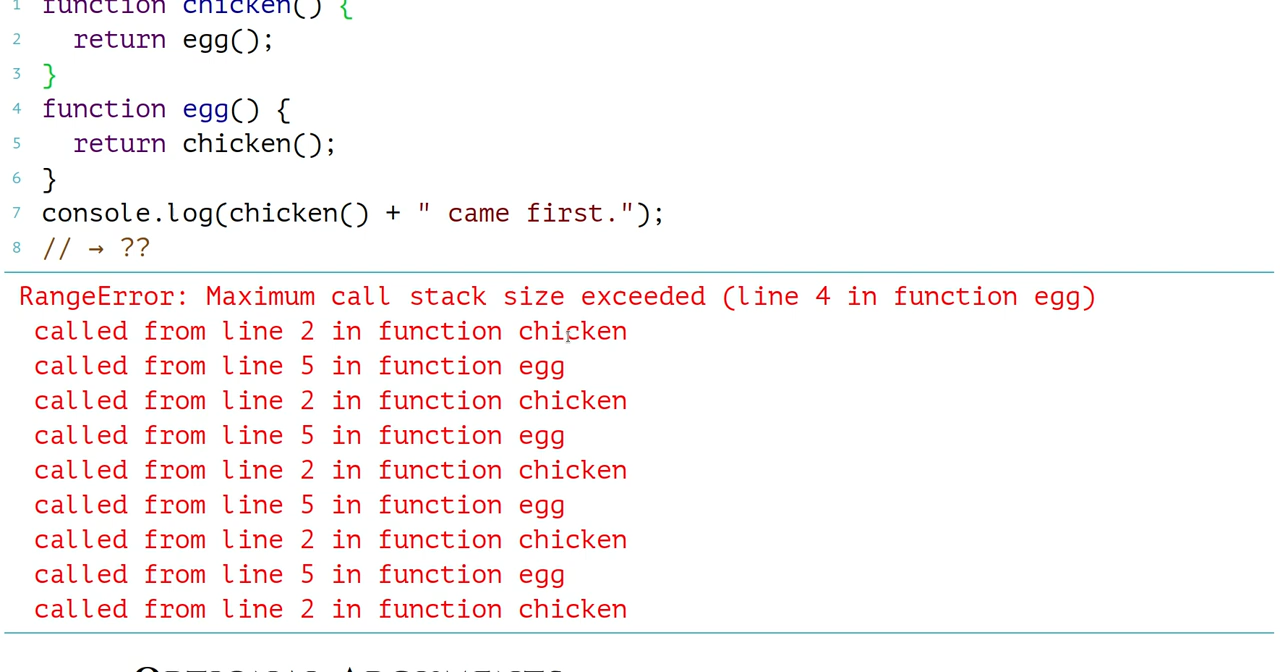 1 function chicken() {
2 return egg();
3 }
4 function egg() {
5 return chicken();
6 }
7 console.log(chicken() + " came first.");
8 // → ??
RangeError: Maximum call stack size exceeded (line 4 in function egg)
called from line 2 in function chicken
called from line 5 in function egg
called from line 2 in function chicken
called from line 5 in function egg
called from line 2 in function chicken
called from line 5 in function egg
called from line 2 in function chicken
called from line 5 in function egg
called from line 2 in function chicken
Optional Arguments